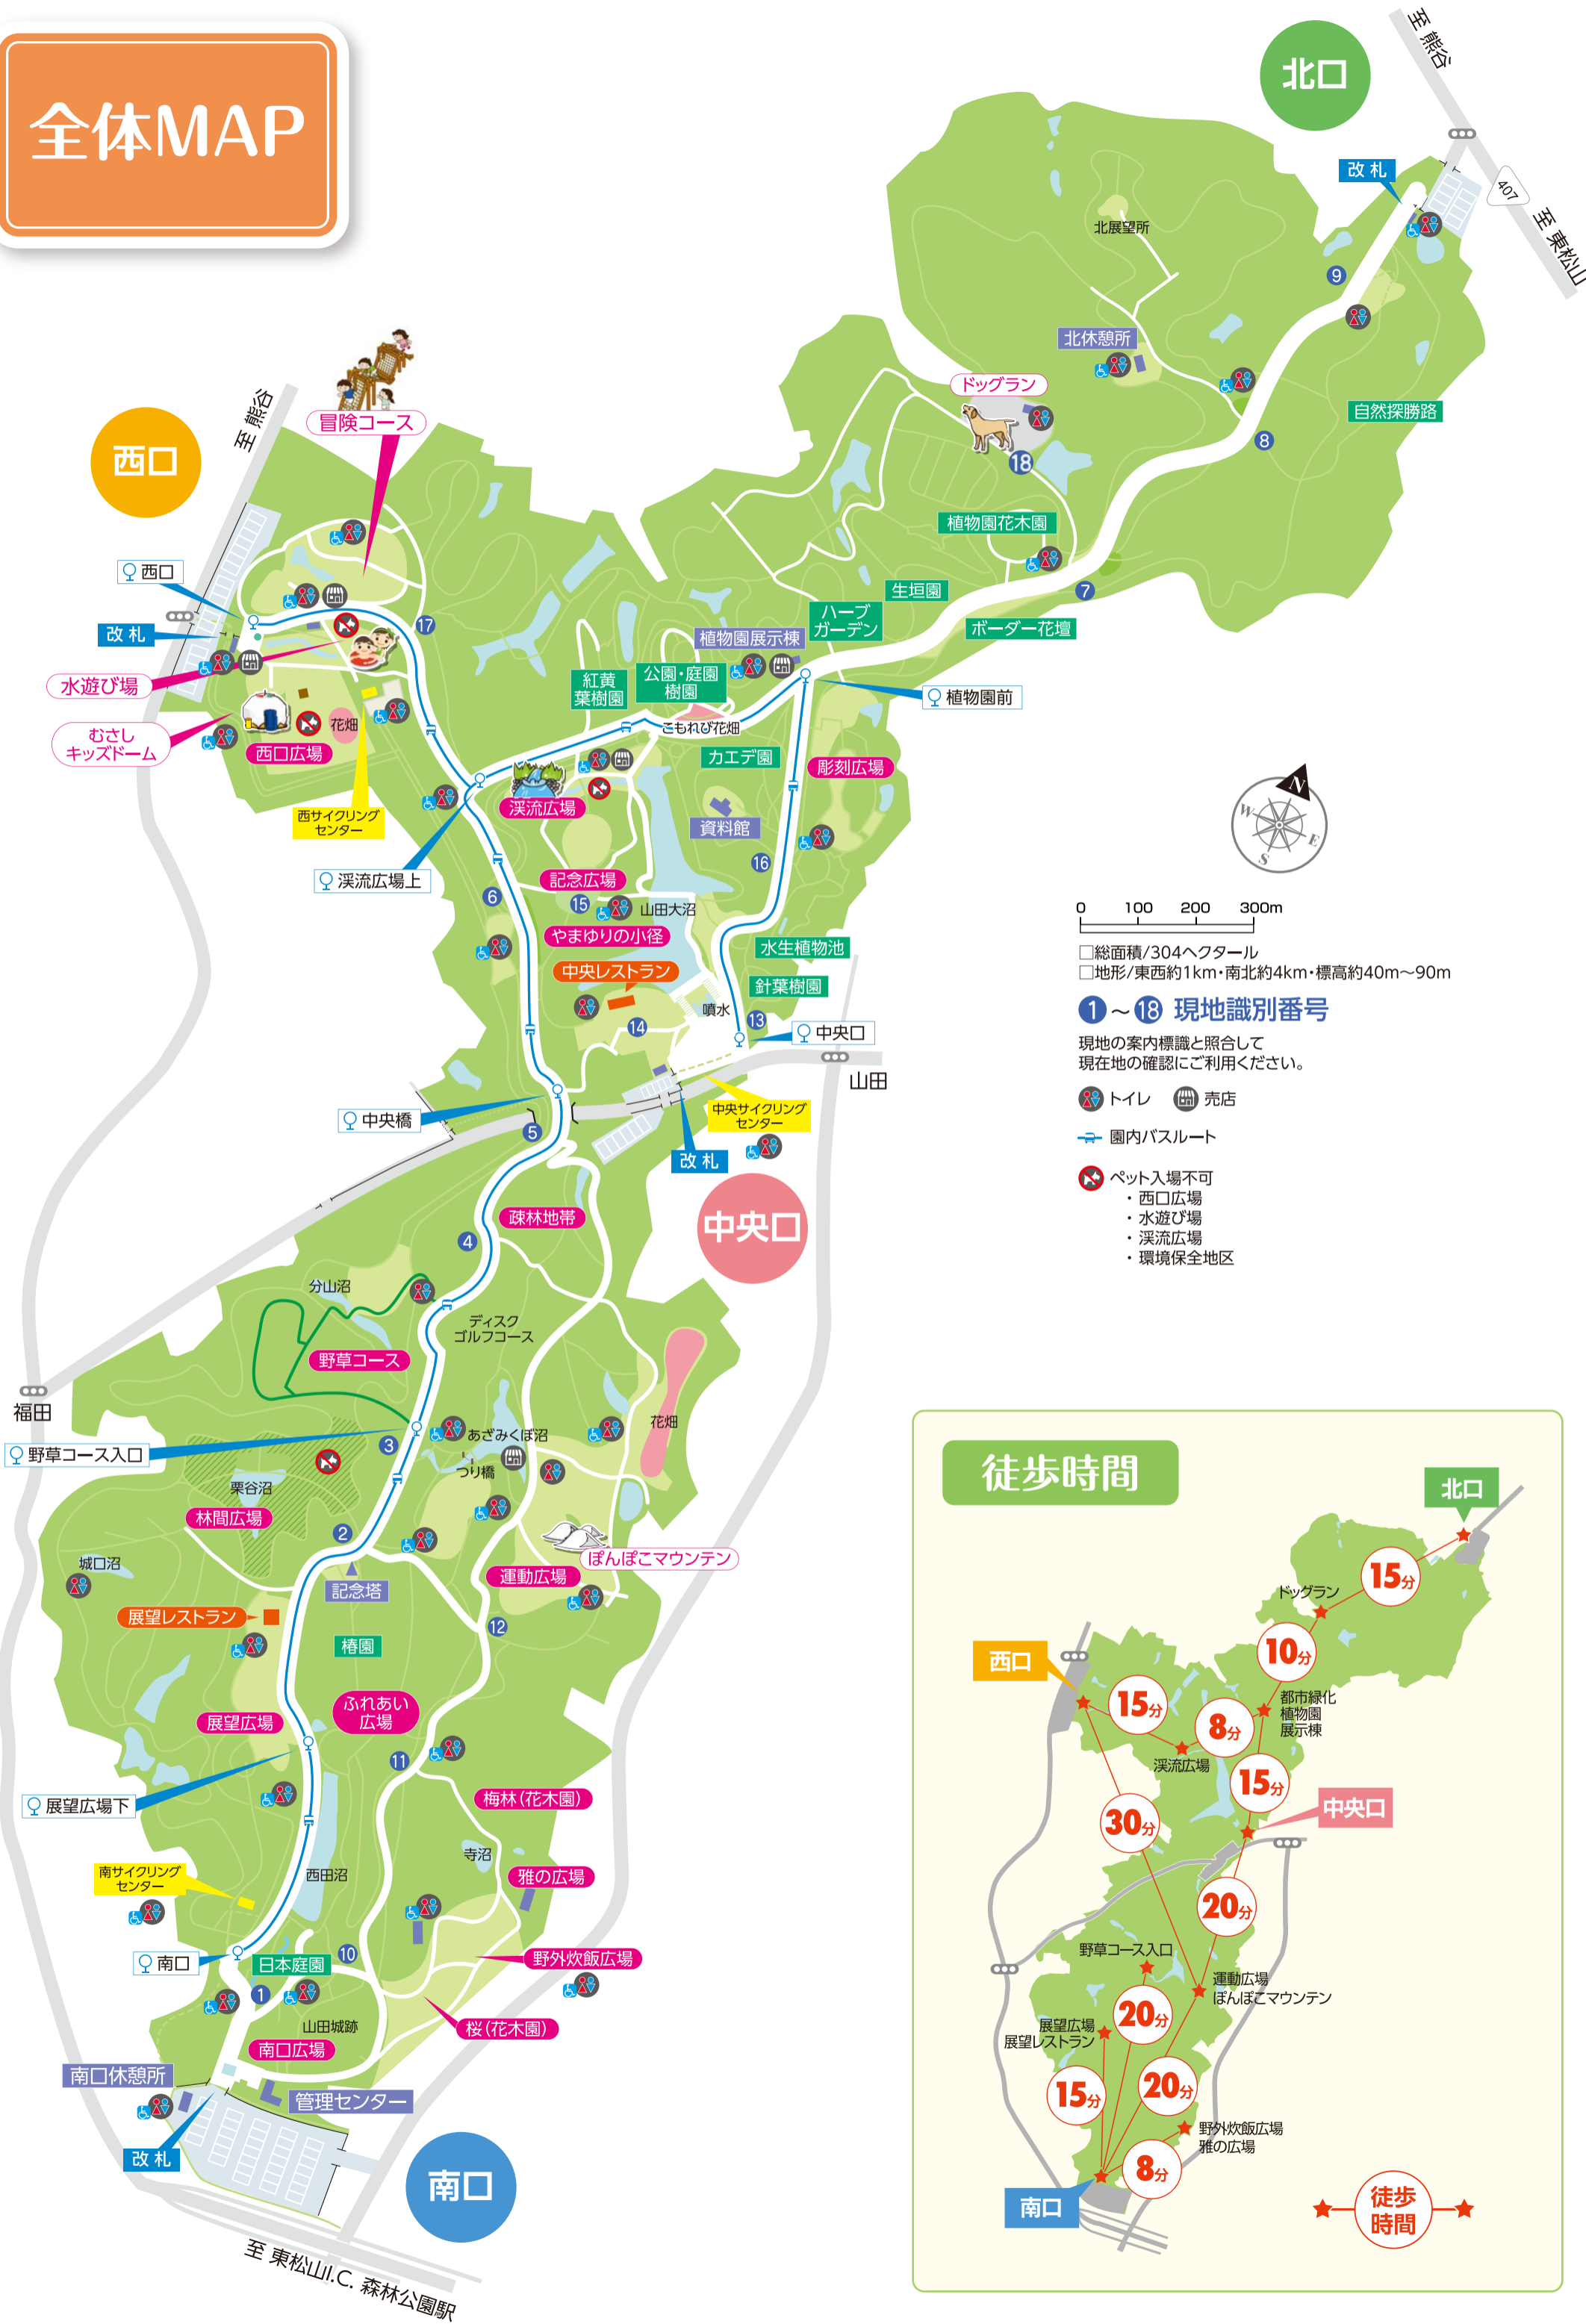 全体MAP
北口
至 熊谷
改 札
407
至 東松山
北展望所
9
北休憩所
ドッグラン
自然探勝路
8
18
至 熊谷
冒険コース
西口
植物園花木園
西口
生垣園
7
ハーブ
ガーデン
ボーダー花壇
17
改 札
植物園展示棟
水遊び場
紅黄
葉樹園
公園・庭園
樹園
植物園前
むさし
キッズドーム
花畑
こもれび花畑
西口広場
カエデ園
彫刻広場
西サイクリング
センター
渓流広場
資料館
渓流広場上
16
記念広場
6
15
山田大沼
やまゆりの小径
水生植物池
中央レストラン
針葉樹園
噴水
14
13
中央口
山田
中央橋
中央サイクリング
センター
5
改 札
疎林地帯
中央口
4
分山沼
ディスク
ゴルフコース
野草コース
福田
花畑
野草コース入口
3
あざみくぼ沼
つり橋
栗谷沼
林間広場
2
ぽんぽこマウンテン
城口沼
運動広場
記念塔
展望レストラン
12
椿園
ふれあい
広場
展望広場
11
梅林（花木園）
展望広場下
寺沼
南サイクリング
センター
西田沼
雅の広場
南口
10
日本庭園
野外炊飯広場
1
山田城跡
桜（花木園）
南口広場
南口休憩所
管理センター
改 札
南口
至 東松山I.C. 森林公園駅
N
W
E
S
0 100 200 300m
□総面積/304ヘクタール
□地形/東西約1km・南北約4km・標高約40m～90m
1～18 現地識別番号
現地の案内標識と照合して
現在地の確認にご利用ください。
トイレ 売店
園内バスルート
ペット入場不可
・ 西口広場
・ 水遊び場
・ 渓流広場
・ 環境保全地区
徒歩時間
北口
15分
ドッグラン
10分
西口
15分
8分
都市緑化
植物園
展示棟
渓流広場
15分
中央口
30分
20分
野草コース入口
運動広場
ぽんぽこマウンテン
20分
展望広場
展望レストラン
15分
20分
野外炊飯広場
雅の広場
8分
南口
徒歩
時間